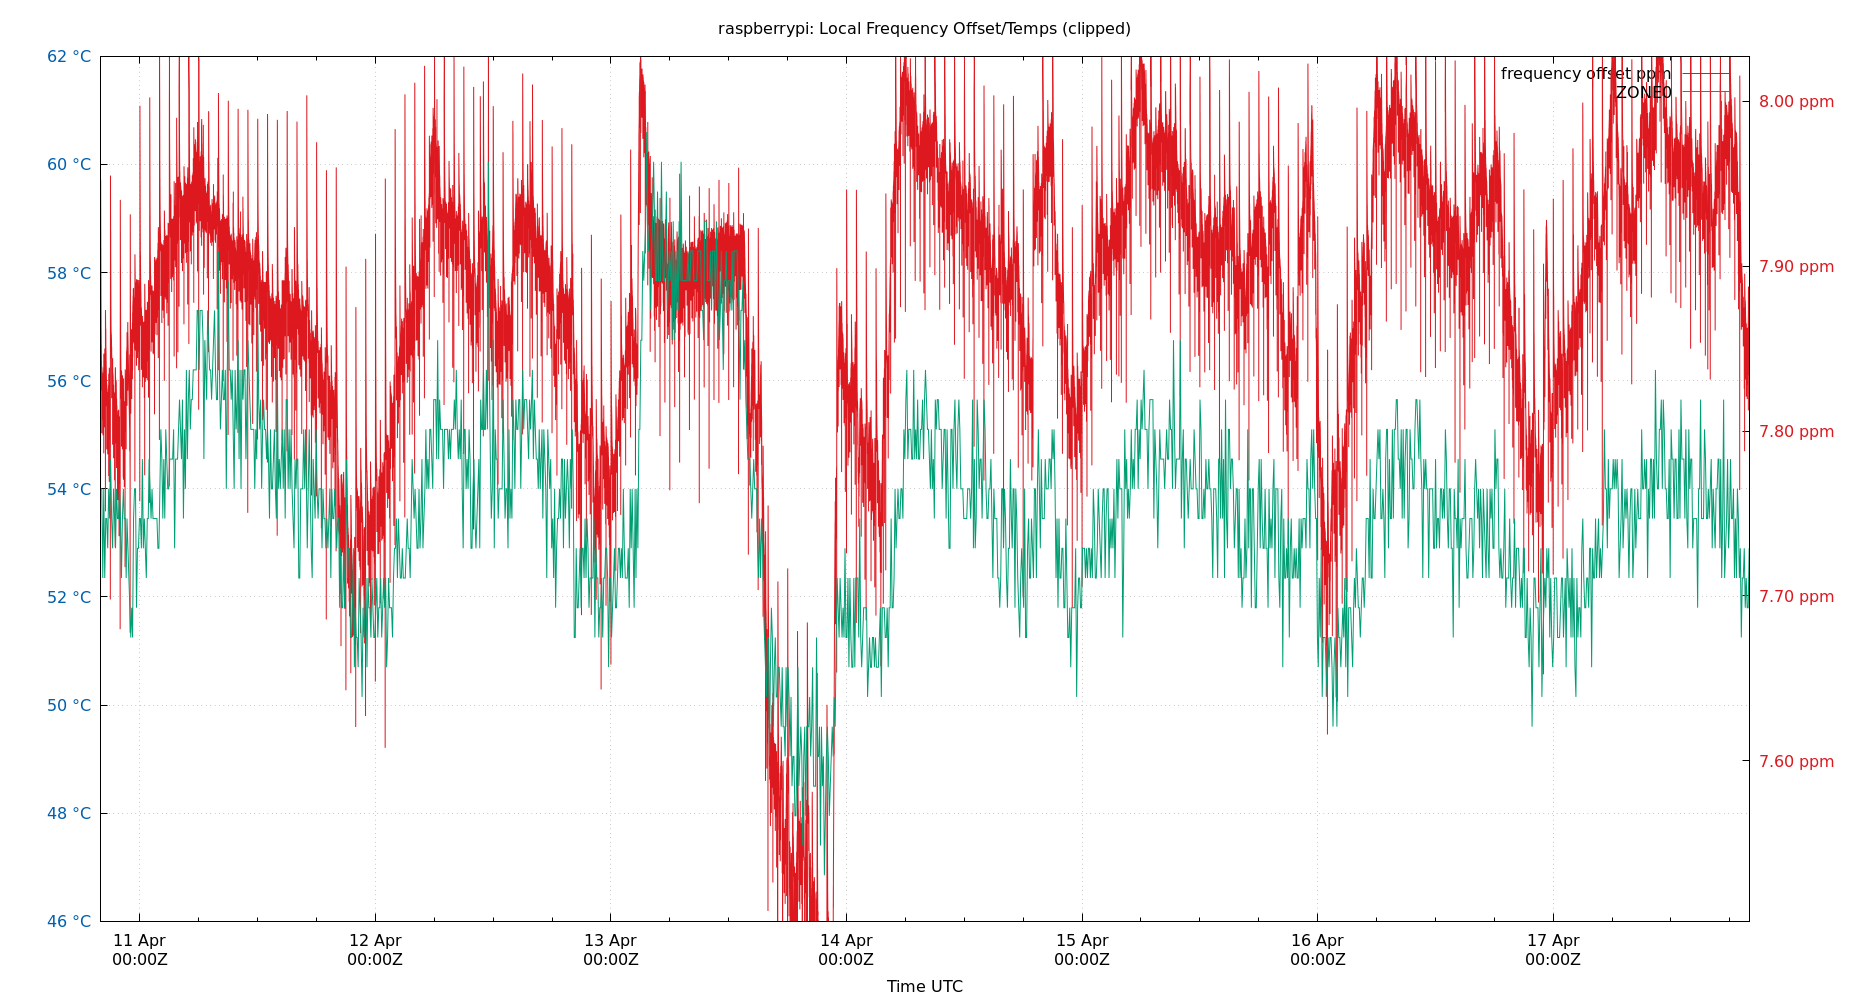 raspberrypi: Local Frequency Offset/Temps (clipped)
62 °C
60 °C
58 °C
56 °C
54 °C
52 °C
50 °C
48 °C
46 °C
frequency offset ppm
ZONE0
8.00 ppm
7.90 ppm
7.80 ppm
7.70 ppm
7.60 ppm
11 Apr
00:00Z
12 Apr
00:00Z
13 Apr
00:00Z
14 Apr
00:00Z
15 Apr
00:00Z
16 Apr
00:00Z
17 Apr
00:00Z
Time UTC